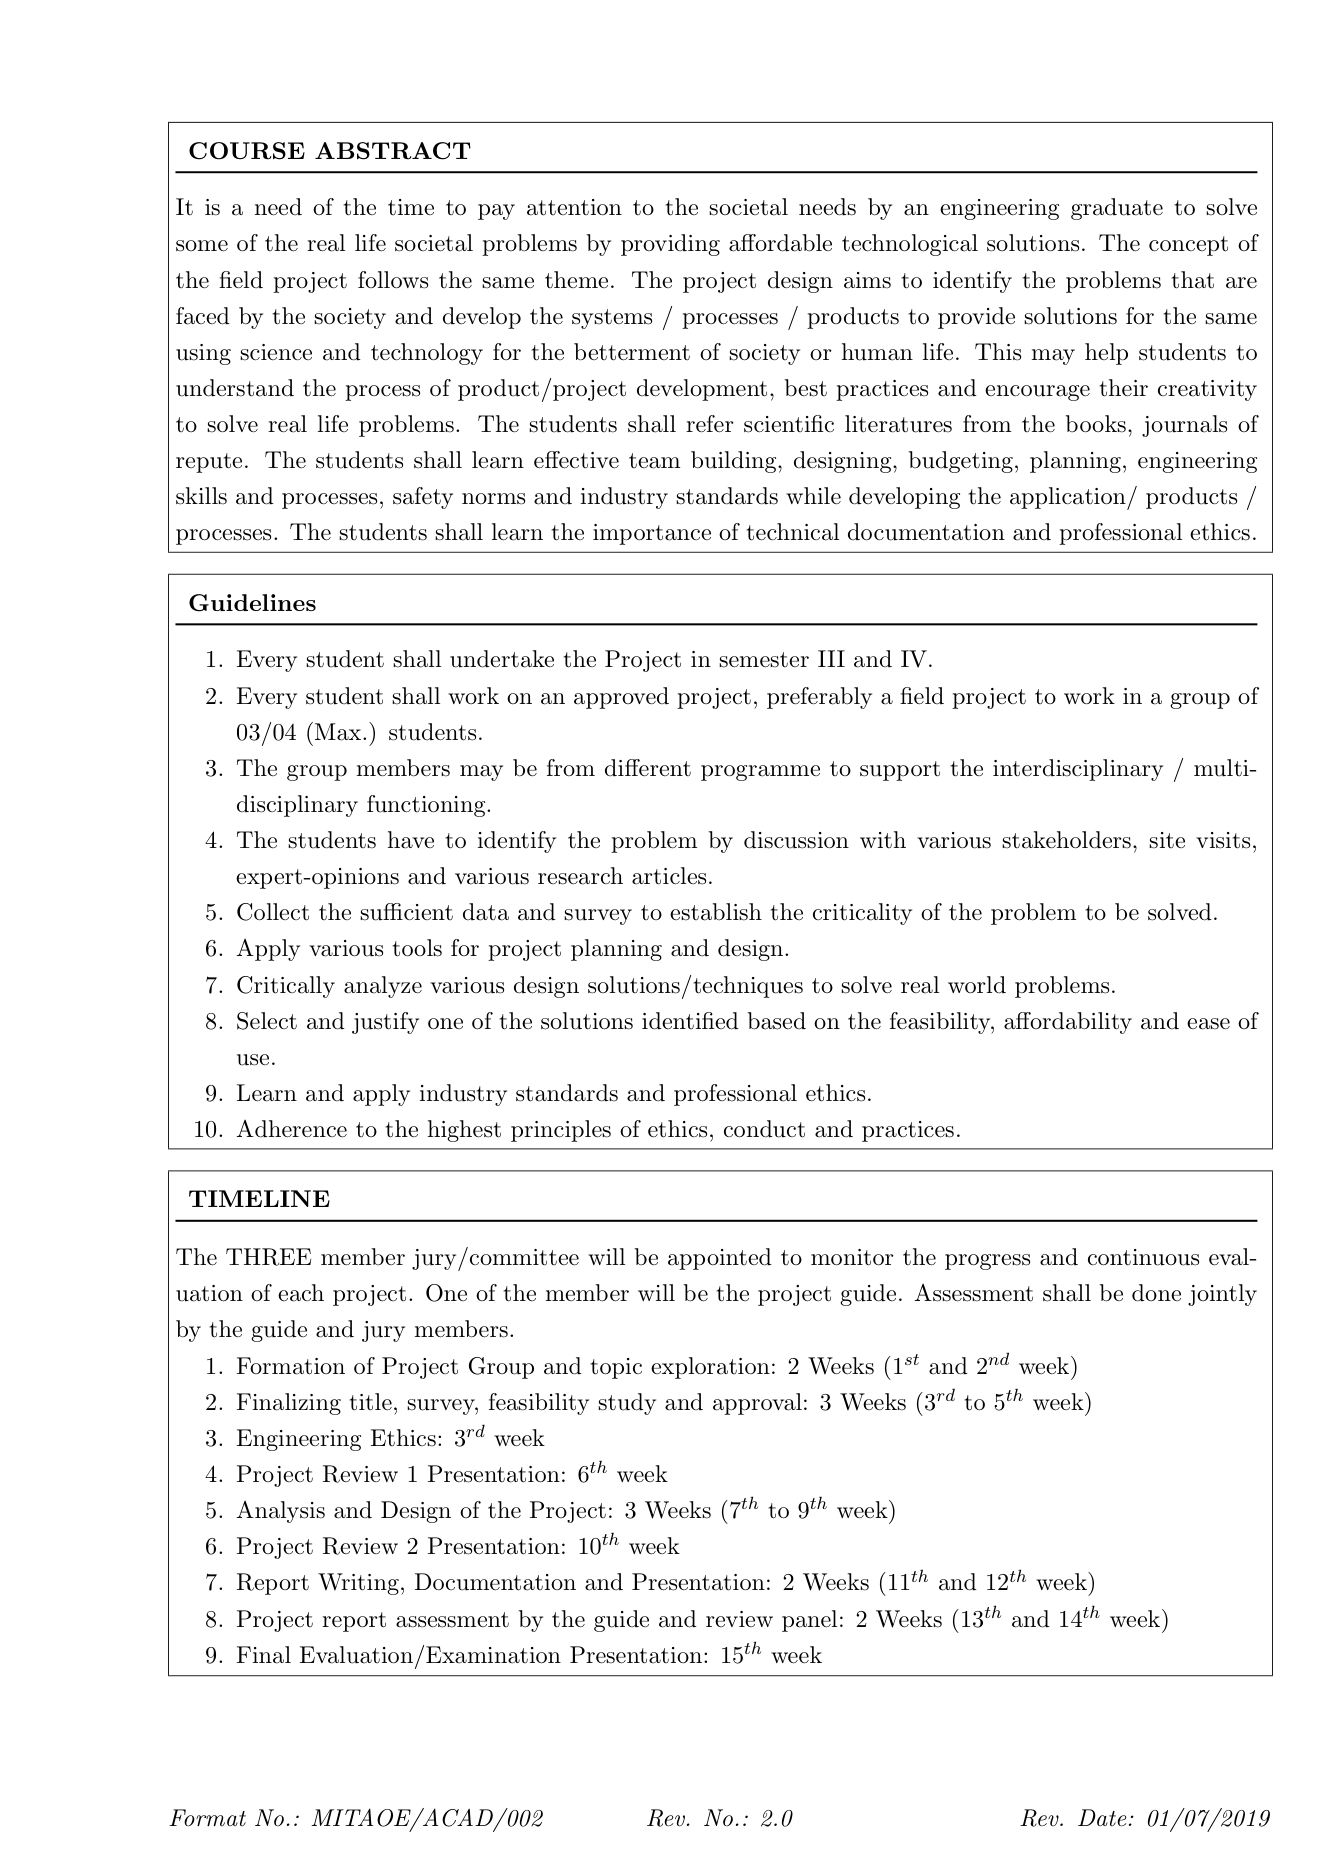 COURSE ABSTRACT
It is a need of the time to pay attention to the societal needs by an engineering graduate to solve
some of the real life societal problems by providing affordable technological solutions. The concept of
the field project follows the same theme. The project design aims to identify the problems that are
faced by the society and develop the systems / processes / products to provide solutions for the same
using science and technology for the betterment of society or human life. This may help students to
understand the process of product/project development, best practices and encourage their creativity
to solve real life problems. The students shall refer scientific literatures from the books, journals of
repute. The students shall learn effective team building, designing, budgeting, planning, engineering
skills and processes, safety norms and industry standards while developing the application/ products /
processes. The students shall learn the importance of technical documentation and professional ethics.
Guidelines
1. Every student shall undertake the Project in semester III and IV.
2. Every student shall work on an approved project, preferably a field project to work in a group of
03/04 (Max.) students.
3. The group members may be from different programme to support the interdisciplinary / multi-
disciplinary functioning.
4. The students have to identify the problem by discussion with various stakeholders, site visits,
expert-opinions and various research articles.
5. Collect the sufficient data and survey to establish the criticality of the problem to be solved.
6. Apply various tools for project planning and design.
7. Critically analyze various design solutions/techniques to solve real world problems.
8. Select and justify one of the solutions identified based on the feasibility, affordability and ease of
use.
9. Learn and apply industry standards and professional ethics.
10. Adherence to the highest principles of ethics, conduct and practices.
TIMELINE
The THREE member jury/committee will be appointed to monitor the progress and continuous eval-
uation of each project. One of the member will be the project guide. Assessment shall be done jointly
by the guide and jury members.
1. Formation of Project Group and topic exploration: 2 Weeks (1st and 2nd week)
2. Finalizing title, survey, feasibility study and approval: 3 Weeks (3rd to 5th week)
3. Engineering Ethics: 3rd week
4. Project Review 1 Presentation: 6th week
5. Analysis and Design of the Project: 3 Weeks (7th to 9th week)
6. Project Review 2 Presentation: 10th week
7. Report Writing, Documentation and Presentation: 2 Weeks (11th and 12th week)
8. Project report assessment by the guide and review panel: 2 Weeks (13th and 14th week)
9. Final Evaluation/Examination Presentation: 15th week
Format No.: MITAOE/ACAD/002 Rev. No.: 2.0 Rev. Date: 01/07/2019